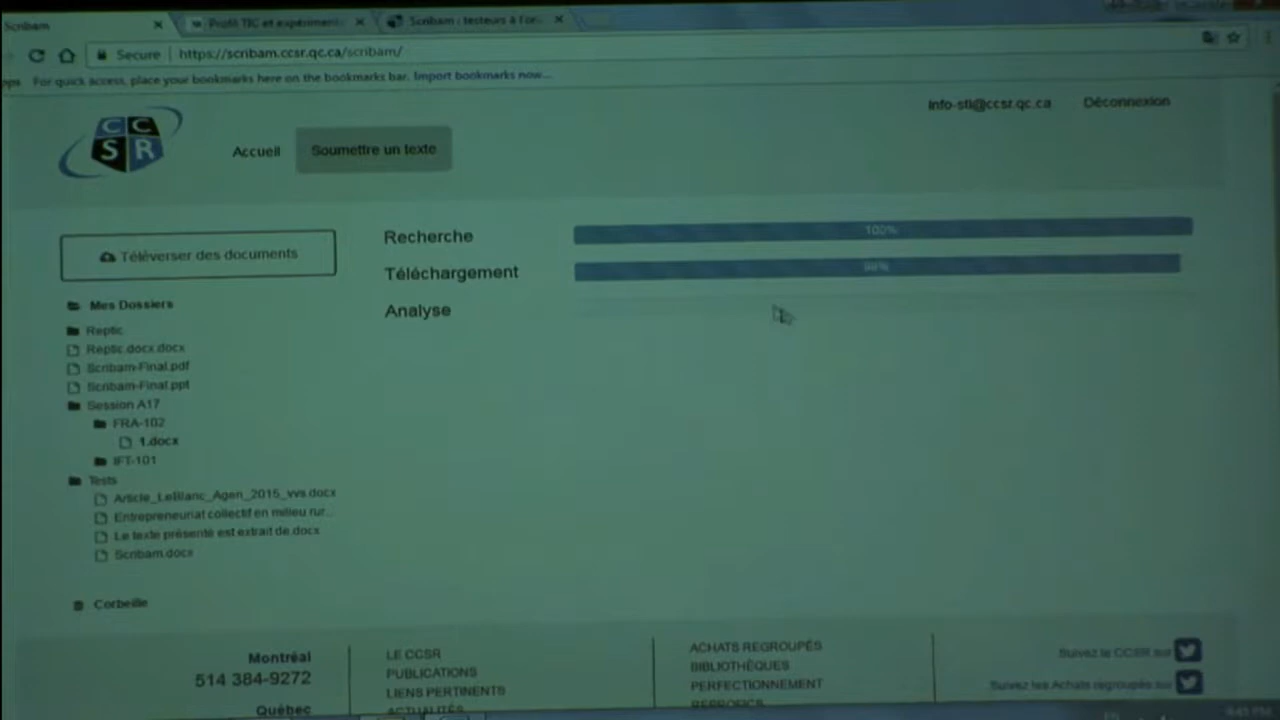 Scribam
Profil TIC et expériment
Scribam : testeurs à l'or
Secure | https://scribam.ccsr.qc.ca/scribam/
For quick access, place your bookmarks here on the bookmarks bar. Import bookmarks now...
info-sti@ccsr.qc.ca Déconnexion
CCSR
Accueil Soumettre un texte
Téléverser des documents
Recherche 100%
Téléchargement 98%
Analyse
Mes Dossiers
Reptic
Reptic.docx.docx
Scribam-Final.pdf
Scribam-Final.ppt
Session A17
FRA-102
1.docx
IFT-101
Tests
Article_LeBlanc_Agen_2015_vvs.docx
Entrepreneuriat collectif en milieu rur...
Le texte présenté est extrait de.docx
Scribam.docx
Corbeille
Montréal
514 384-9272
Québec
LE CCSR
PUBLICATIONS
LIENS PERTINENTS
ACTUALITÉS
ACHATS REGROUPÉS
BIBLIOTHÈQUES
PERFECTIONNEMENT
REPROGICS
Suivez le CCSR sur
Suivez les Achats regroupés sur